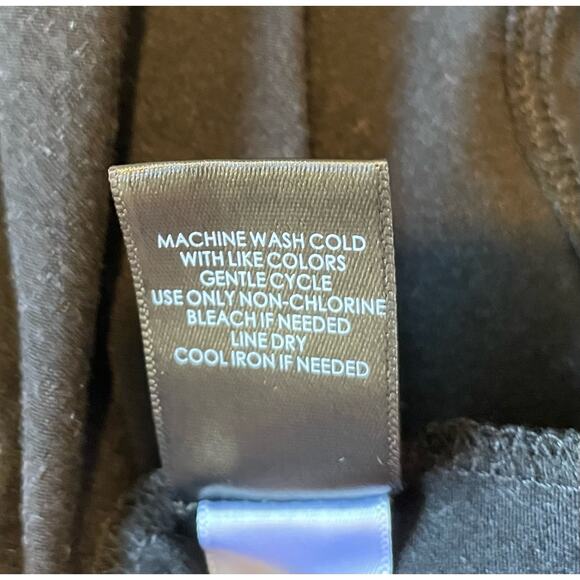 MACHINE WASH COLD
WITH LIKE COLORS
GENTLE CYCLE
USE ONLY NON-CHLORINE
BLEACH IF NEEDED
LINE DRY
COOL IRON IF NEEDED